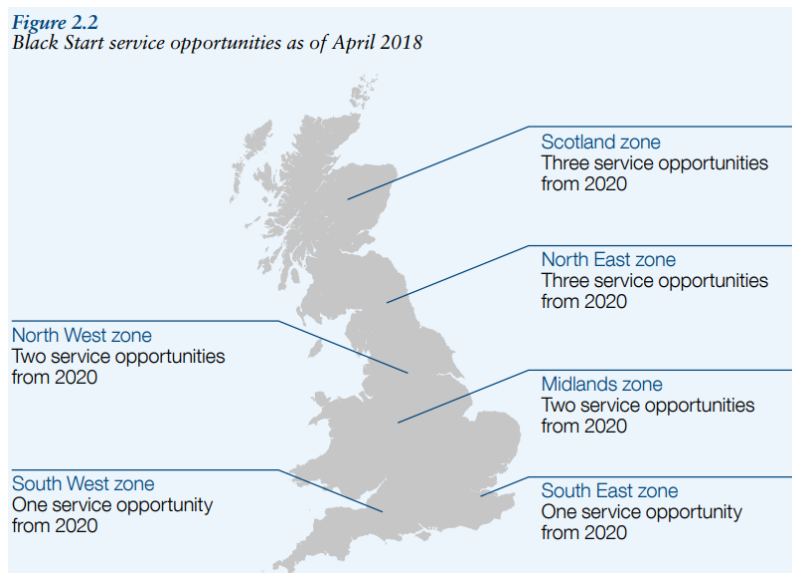 Figure 2.2
Black Start service opportunities as of April 2018
Scotland zone
Three service opportunities
from 2020
North East zone
Three service opportunities
from 2020
North West zone
Two service opportunities
from 2020
Midlands zone
Two service opportunities
from 2020
South West zone
One service opportunity
from 2020
South East zone
One service opportunity
from 2020